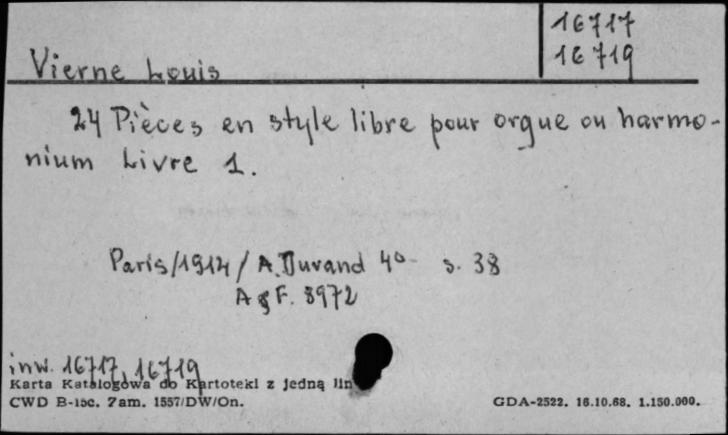 16717
16719
Vierne Louis
24 Pièces en style libre pour orgue ou harmo-
nium Livre 1.
Paris/1914/ A. Durand 4° s. 38
A & F. 8972
inw. 16717, 16719
Karta Katalogowa do Kartoteki z jedną lin
CWD B-15c. Zam. 1557/DW/On.
GDA-2522. 16.10.68. 1.150.000.